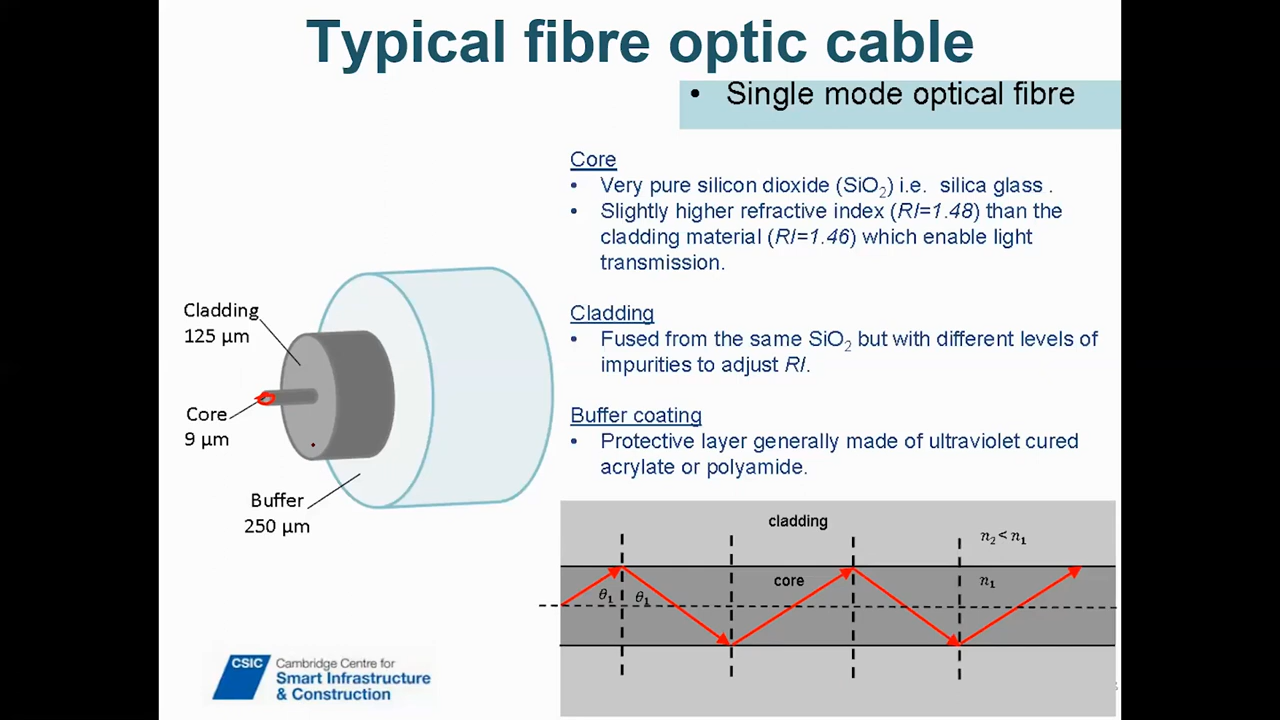 Typical fibre optic cable
• Single mode optical fibre
Core
• Very pure silicon dioxide (SiO₂) i.e. silica glass .
• Slightly higher refractive index (RI=1.48) than the
cladding material (RI=1.46) which enable light
transmission.
Cladding
• Fused from the same SiO₂ but with different levels of
impurities to adjust RI.
Buffer coating
• Protective layer generally made of ultraviolet cured
acrylate or polyamide.
Cladding
125 µm
Core
9 µm
Buffer
250 µm
cladding
n₂ < n₁
core
n₁
θ₁ θ₁
CSIC
Cambridge Centre for
Smart Infrastructure
& Construction